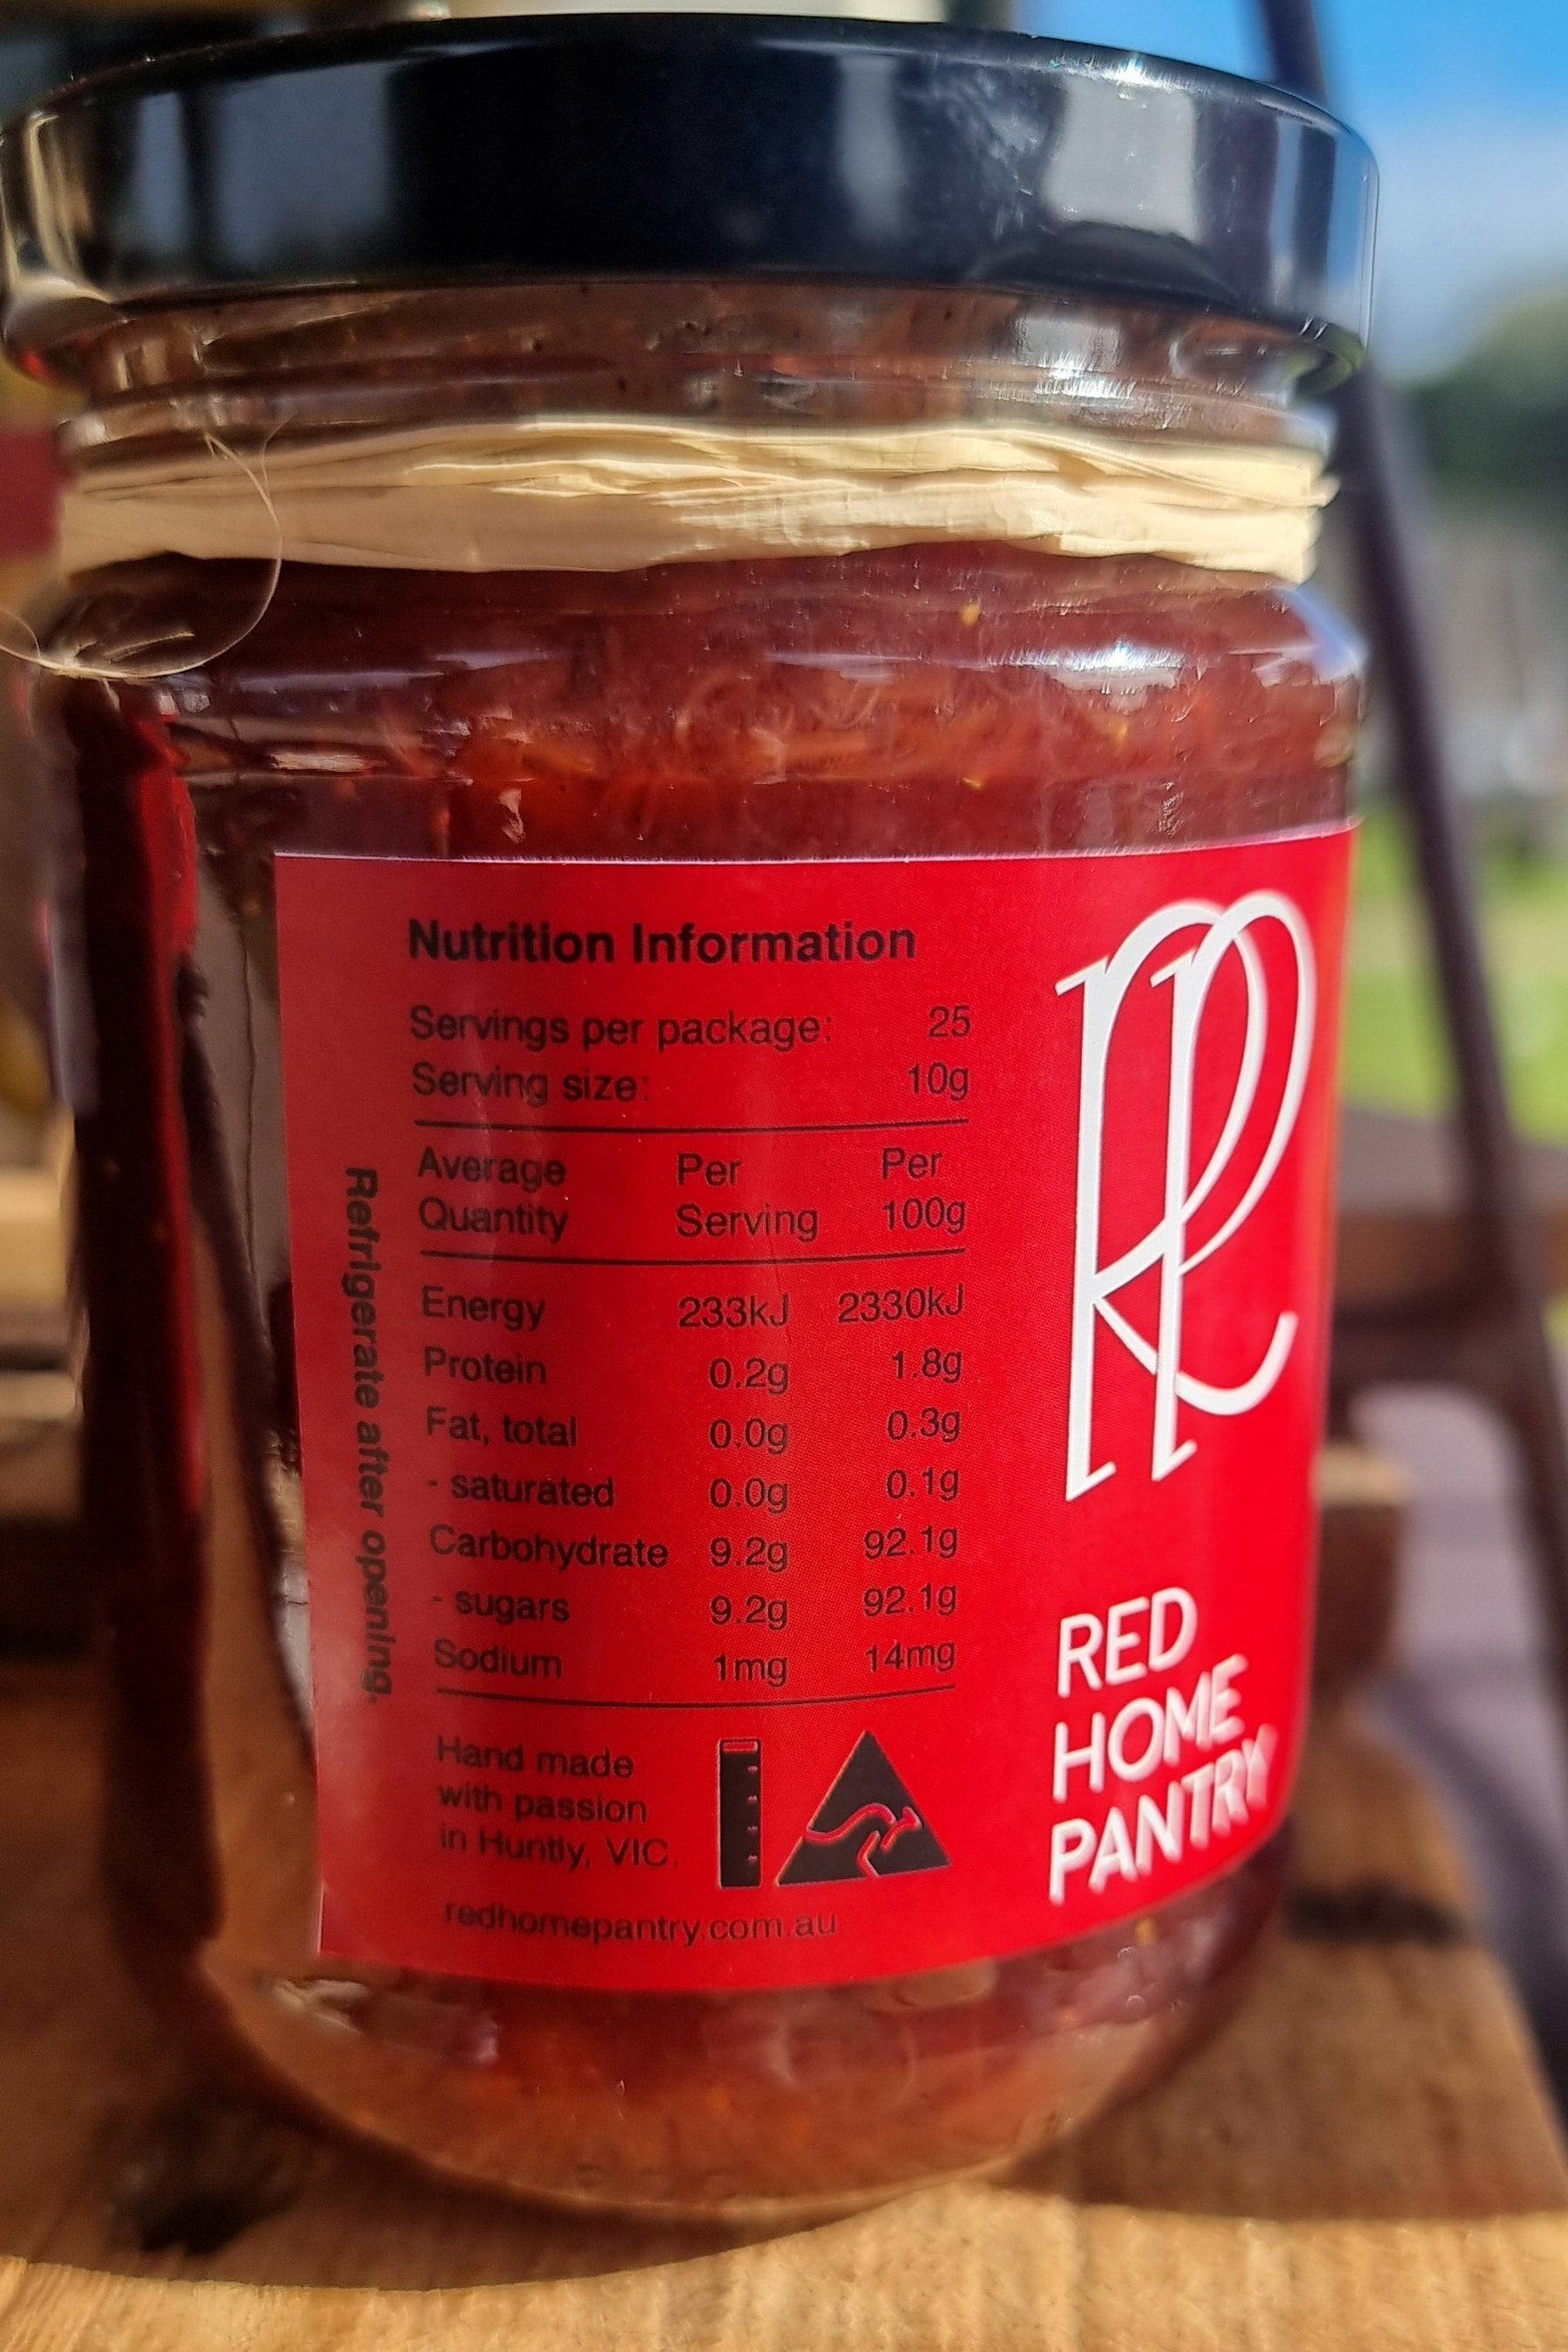 Nutrition Information
Servings per package: 25
Serving size: 10g
Average Per Per
Quantity Serving 100g
Energy 233kJ 2330kJ
Protein 0.2g 1.8g
Fat, total 0.0g 0.3g
- saturated 0.0g 0.1g
Carbohydrate 9.2g 92.1g
- sugars 9.2g 92.1g
Sodium 1mg 14mg
Hand made
with passion
in Huntly, VIC.
redhomepantry.com.au
Refrigerate after opening.
RED
HOME
PANTRY